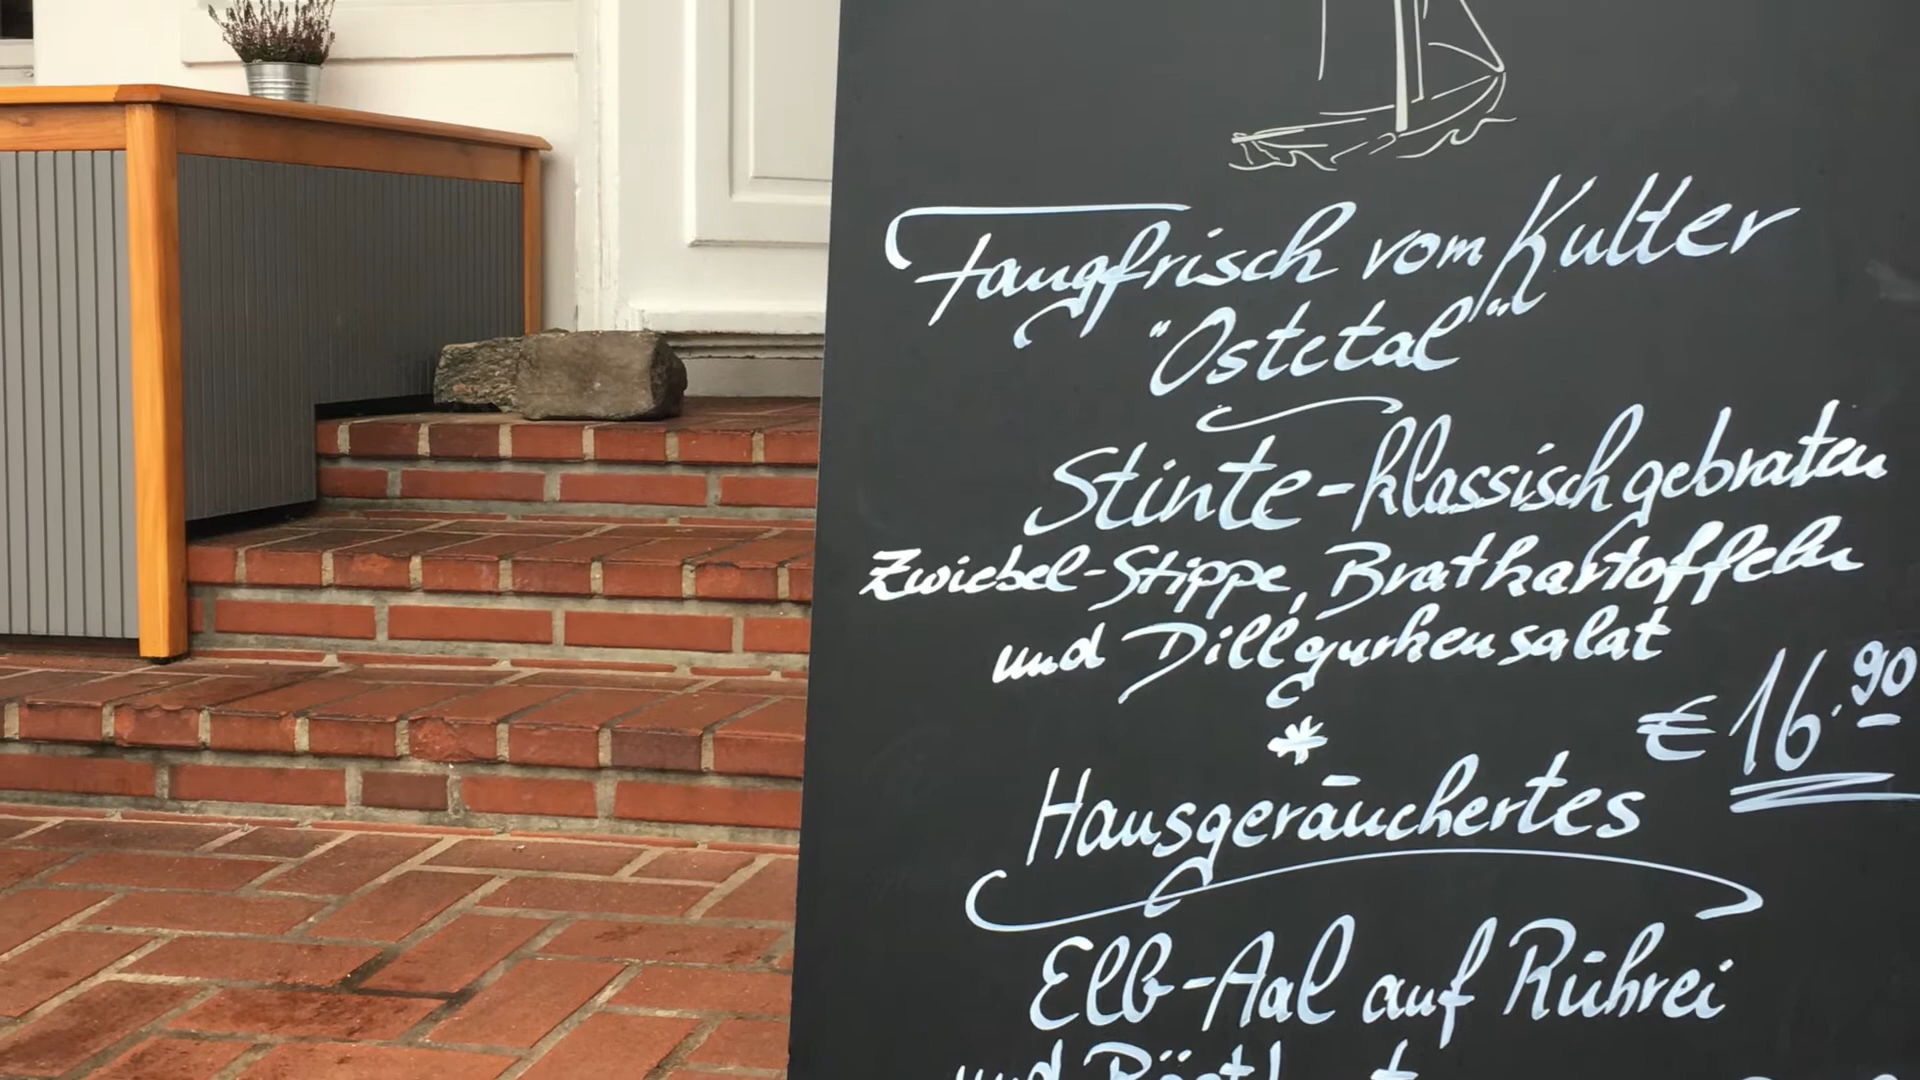 Fangfrisch vom Kutter
"Ostetal"
Stinte-klassisch gebraten
Zwiebel-Stippe, Bratkartoffeln
und Dillgurkensalat
€ 16.90
*
Hausgeräuchertes
Elb-Aal auf Rührei
und